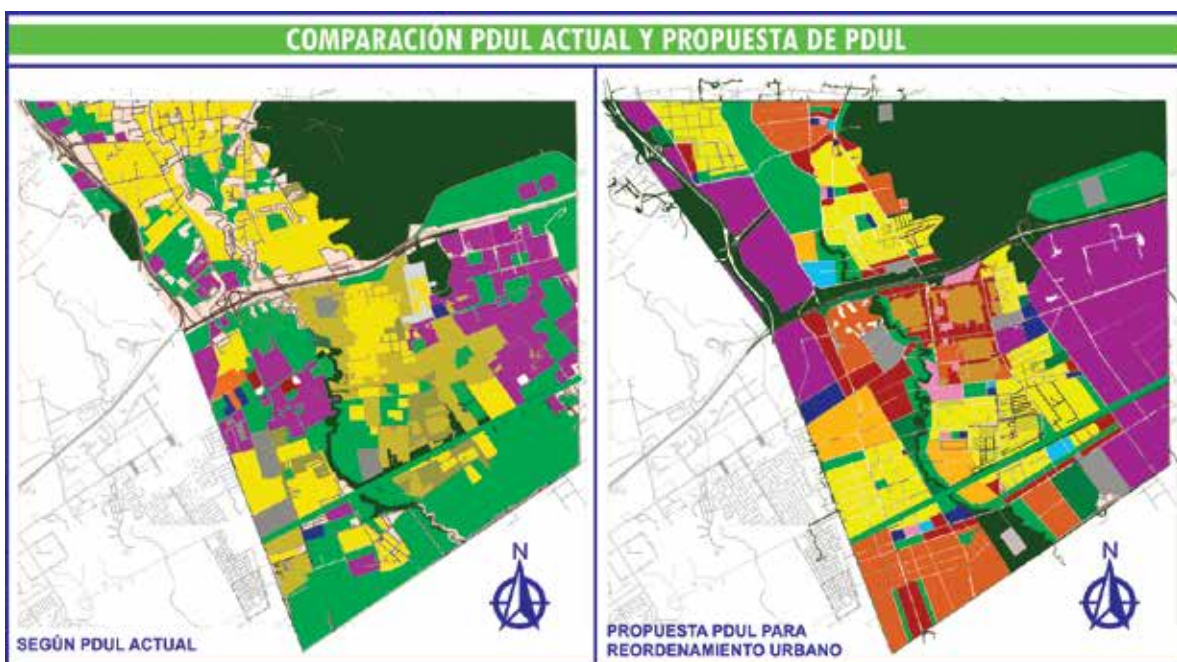 COMPARACIÓN PDUL ACTUAL Y PROPUESTA DE PDUL
N
SEGÚN PDUL ACTUAL
N
PROPUESTA PDUL PARA
REORDENAMIENTO URBANO